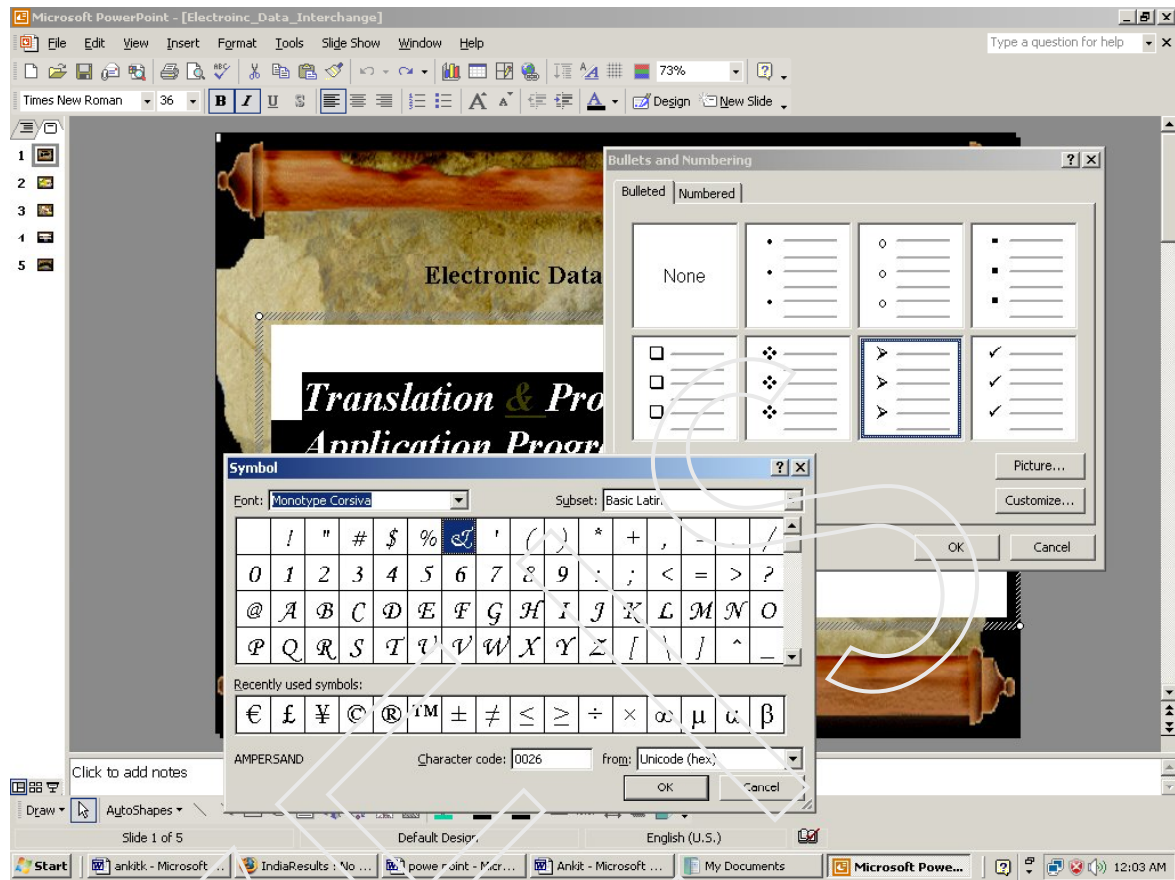 Microsoft PowerPoint - [Electroinc_Data_Interchange]
File Edit View Insert Format Tools Slide Show Window Help
Type a question for help
73%
Times New Roman 36 B I U S Design New Slide
1
2
3
4
5
Electronic Data
Translation & Pro
Application Progr
Bullets and Numbering
Bulleted Numbered
None
Picture...
Customize...
OK Cancel
Symbol
Font: Monotype Corsiva Subset: Basic Latin
! " # $ % & ' ( ) * + , - . /
0 1 2 3 4 5 6 7 8 9 : ; < = > ?
@ A B C D E F G H I J K L M N O
P Q R S T U V W X Y Z [ \ ] ^ _
Recently used symbols:
€ £ ¥ © ® ™ ± ≠ ≤ ≥ ÷ × ∞ µ α β
AMPERSAND Character code: 0026 from: Unicode (hex)
OK Cancel
Click to add notes
Draw AutoShapes
Slide 1 of 5 Default Design English (U.S.)
Start ankitk - Microsoft ... IndiaResults : No ... powe point - Micr... Ankit - Microsoft ... My Documents Microsoft Powe... 12:03 AM